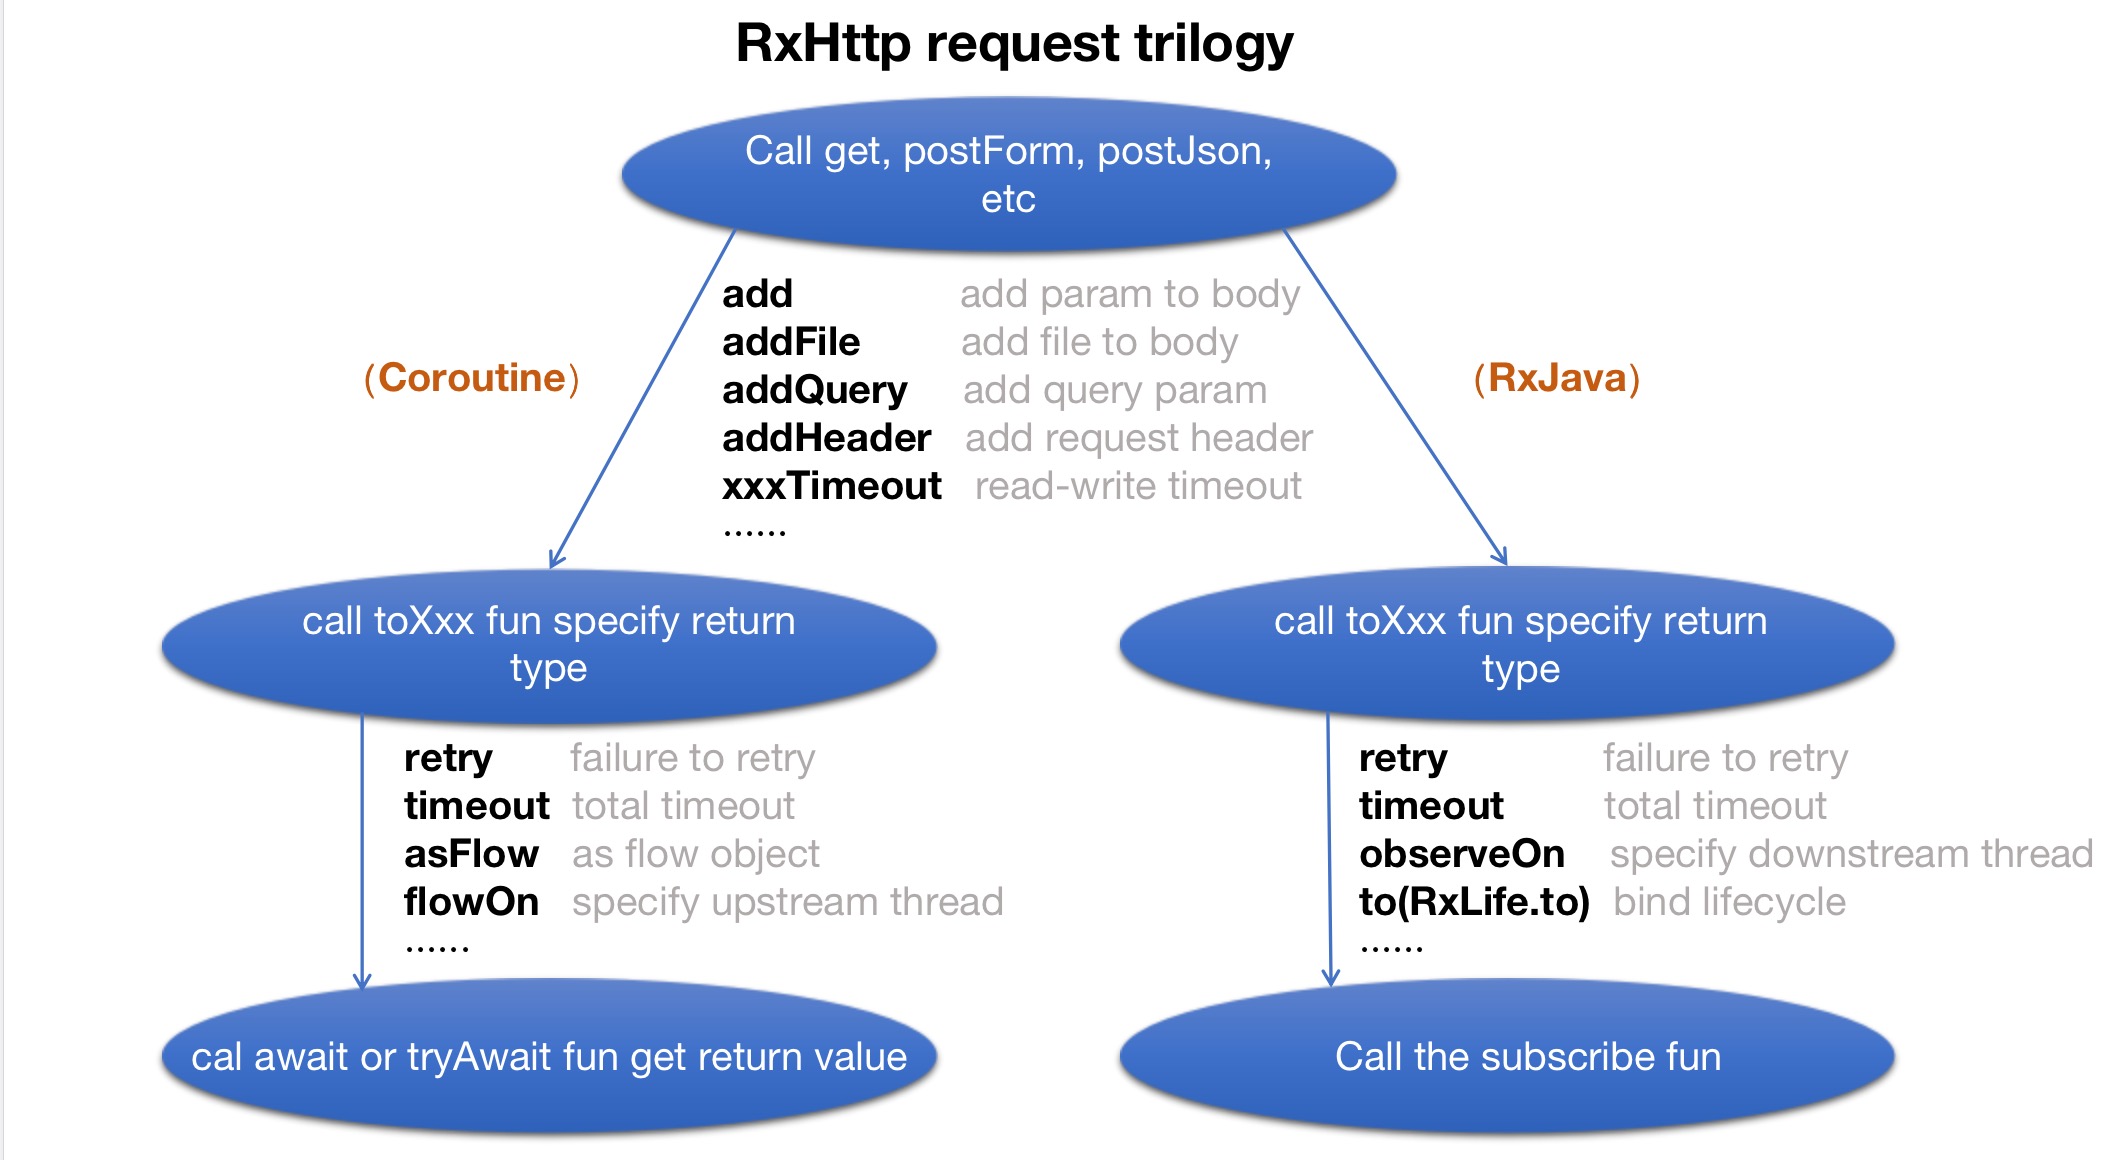 RxHttp request trilogy
Call get, postForm, postJson,
etc
add add param to body
addFile add file to body
(Coroutine)
(RxJava)
addQuery add query param
addHeader add request header
xxxTimeout read-write timeout
......
call toXxx fun specify return
type
call toXxx fun specify return
type
retry failure to retry
timeout total timeout
asFlow as flow object
flowOn specify upstream thread
......
retry failure to retry
timeout total timeout
observeOn specify downstream thread
to(RxLife.to) bind lifecycle
......
cal await or tryAwait fun get return value
Call the subscribe fun